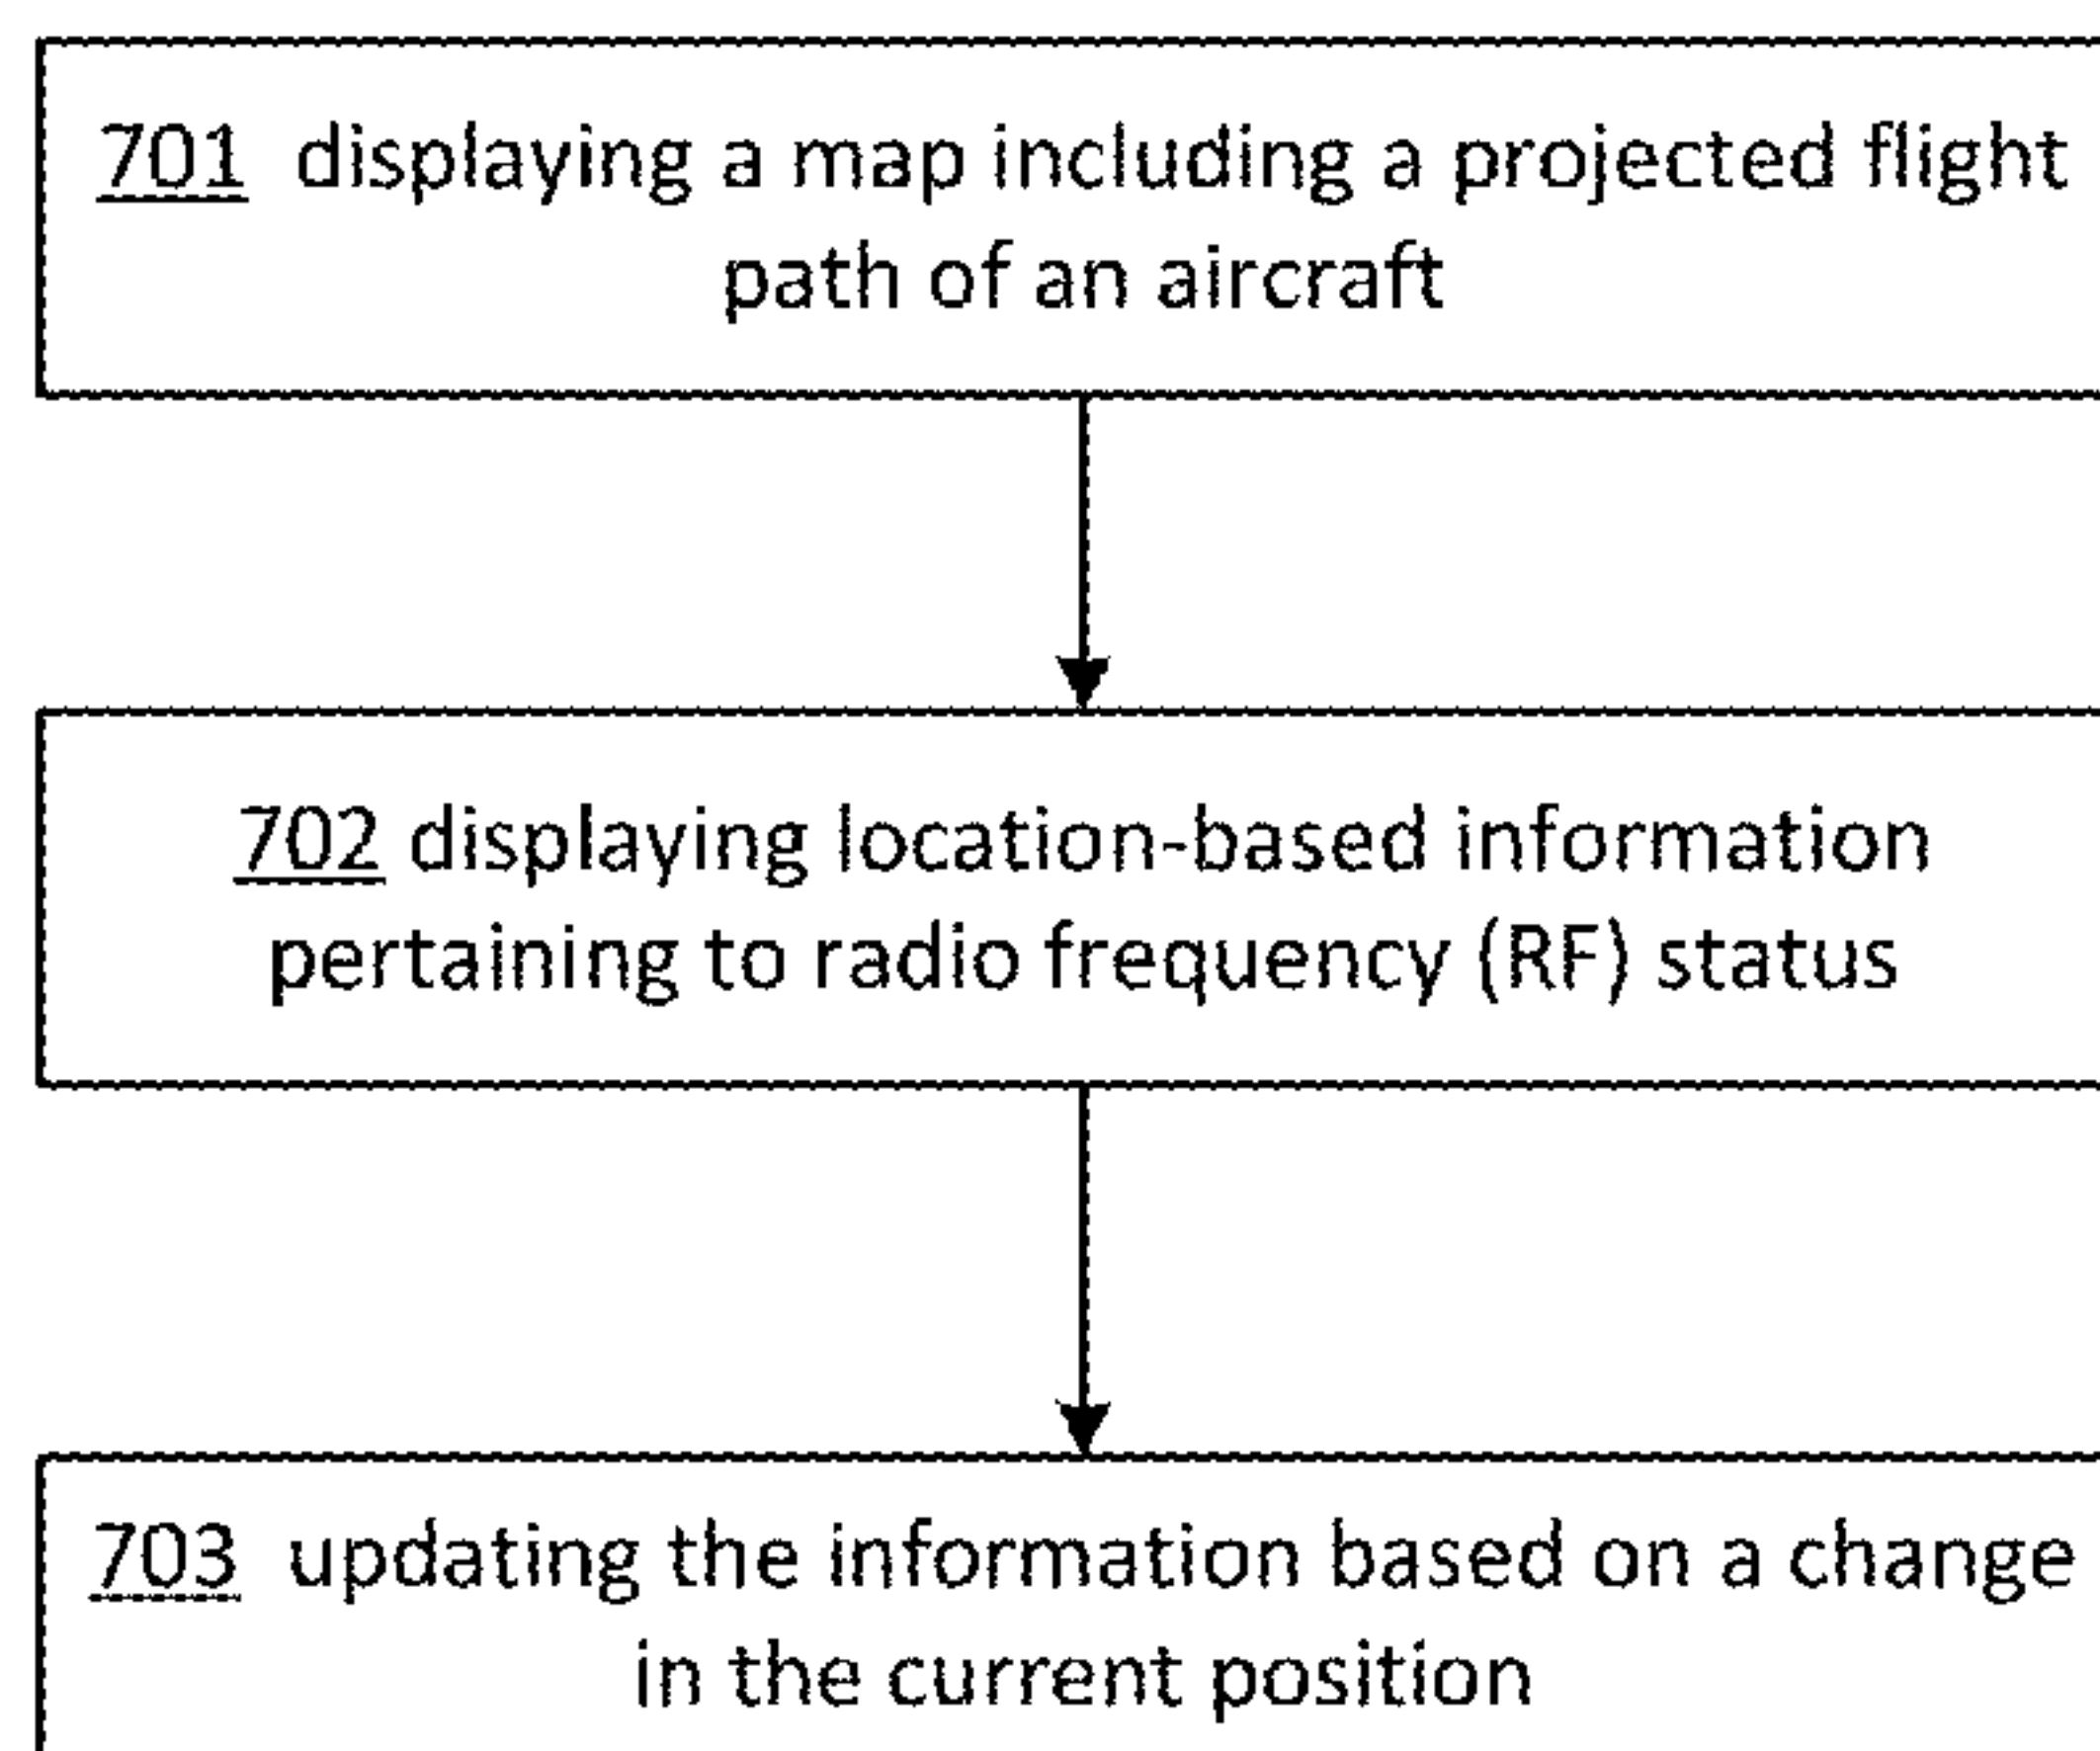 701 displaying a map including a projected flight
path of an aircraft
702 displaying location-based information
pertaining to radio frequency (RF) status
703 updating the information based on a change
in the current position